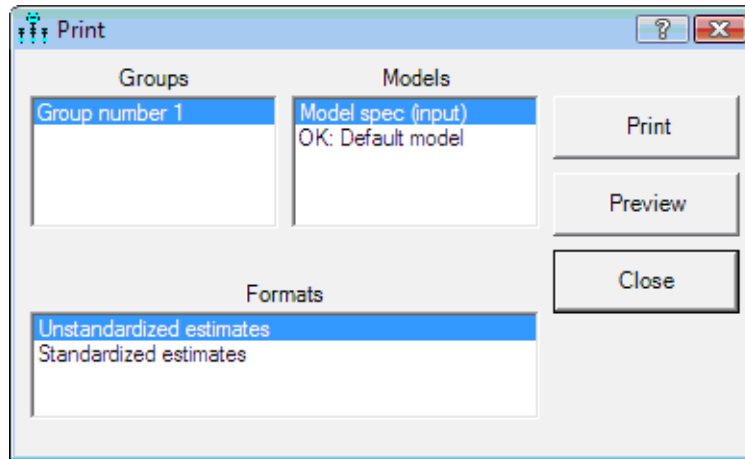 Print
Groups
Models
Group number 1
Model spec (input)
OK: Default model
Print
Preview
Close
Formats
Unstandardized estimates
Standardized estimates